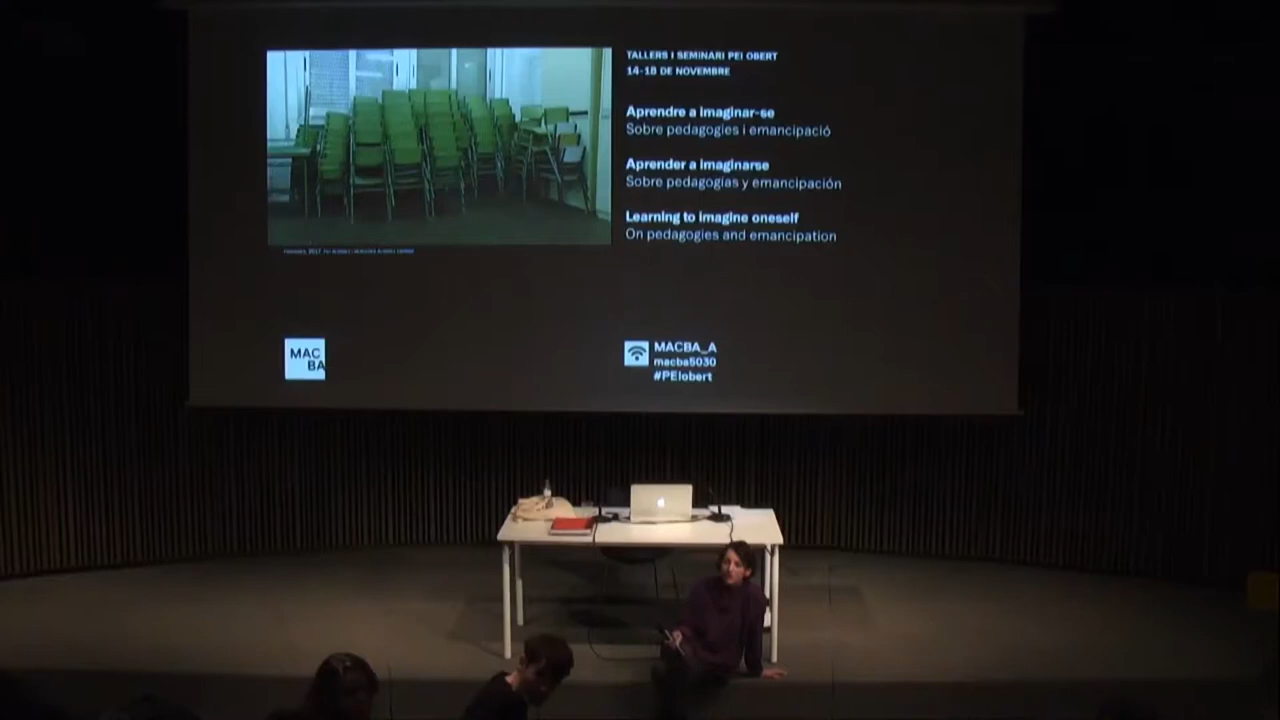 TALLERS I SEMINARI PEI OBERT
14-18 DE NOVEMBRE
Aprendre a imaginar-se
Sobre pedagogies i emancipació
Aprender a imaginarse
Sobre pedagogías y emancipación
Learning to imagine oneself
On pedagogies and emancipation
MAC
BA
MACBA_A
macba5030
#PEIobert